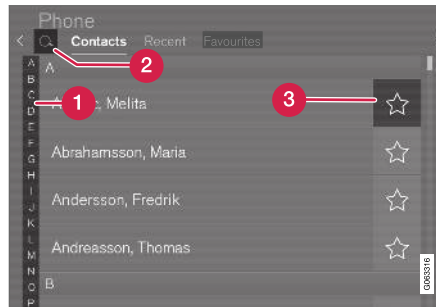 Phone
Contacts Recent Favourites
2
A
B
C
D
E
F
G
H
I
J
K
L
M
N
O
P
A
1
Melita
3
Abrahamsson, Maria
Andersson, Fredrik
Andreasson, Thomas
B
G063316